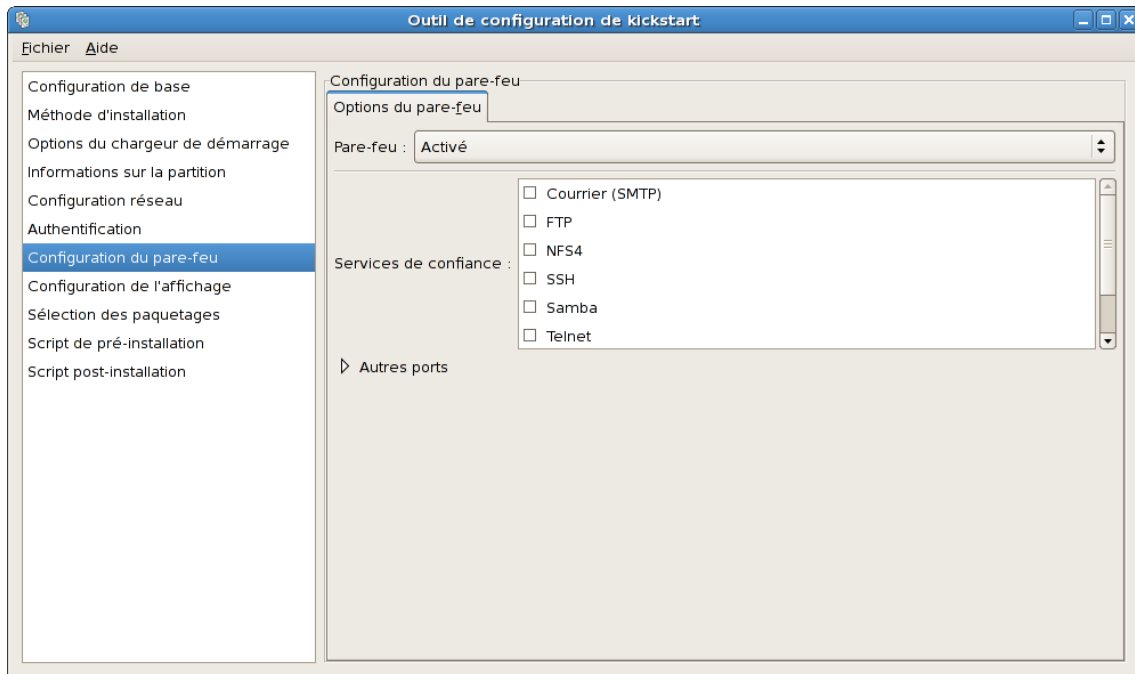 Outil de configuration de kickstart
Fichier Aide
Configuration de base
Méthode d'installation
Options du chargeur de démarrage
Informations sur la partition
Configuration réseau
Authentification
Configuration du pare-feu
Configuration de l'affichage
Sélection des paquetages
Script de pré-installation
Script post-installation
Configuration du pare-feu
Options du pare-feu
Pare-feu : Activé
Services de confiance :
Courrier (SMTP)
FTP
NFS4
SSH
Samba
Telnet
Autres ports